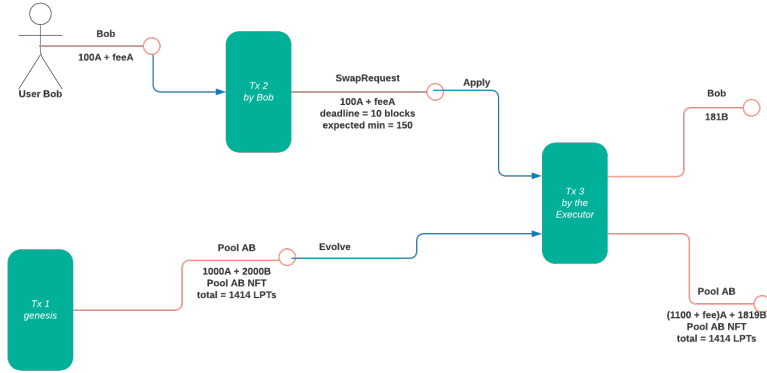 Bob
100A + feeA
User Bob
Tx 2
by Bob
SwapRequest
100A + feeA
deadline = 10 blocks
expected min = 150
Apply
Bob
181B
Tx 3
by the
Executor
Tx 1
genesis
Pool AB
1000A + 2000B
Pool AB NFT
total = 1414 LPTs
Evolve
Pool AB
(1100 + fee)A + 1819B
Pool AB NFT
total = 1414 LPTs